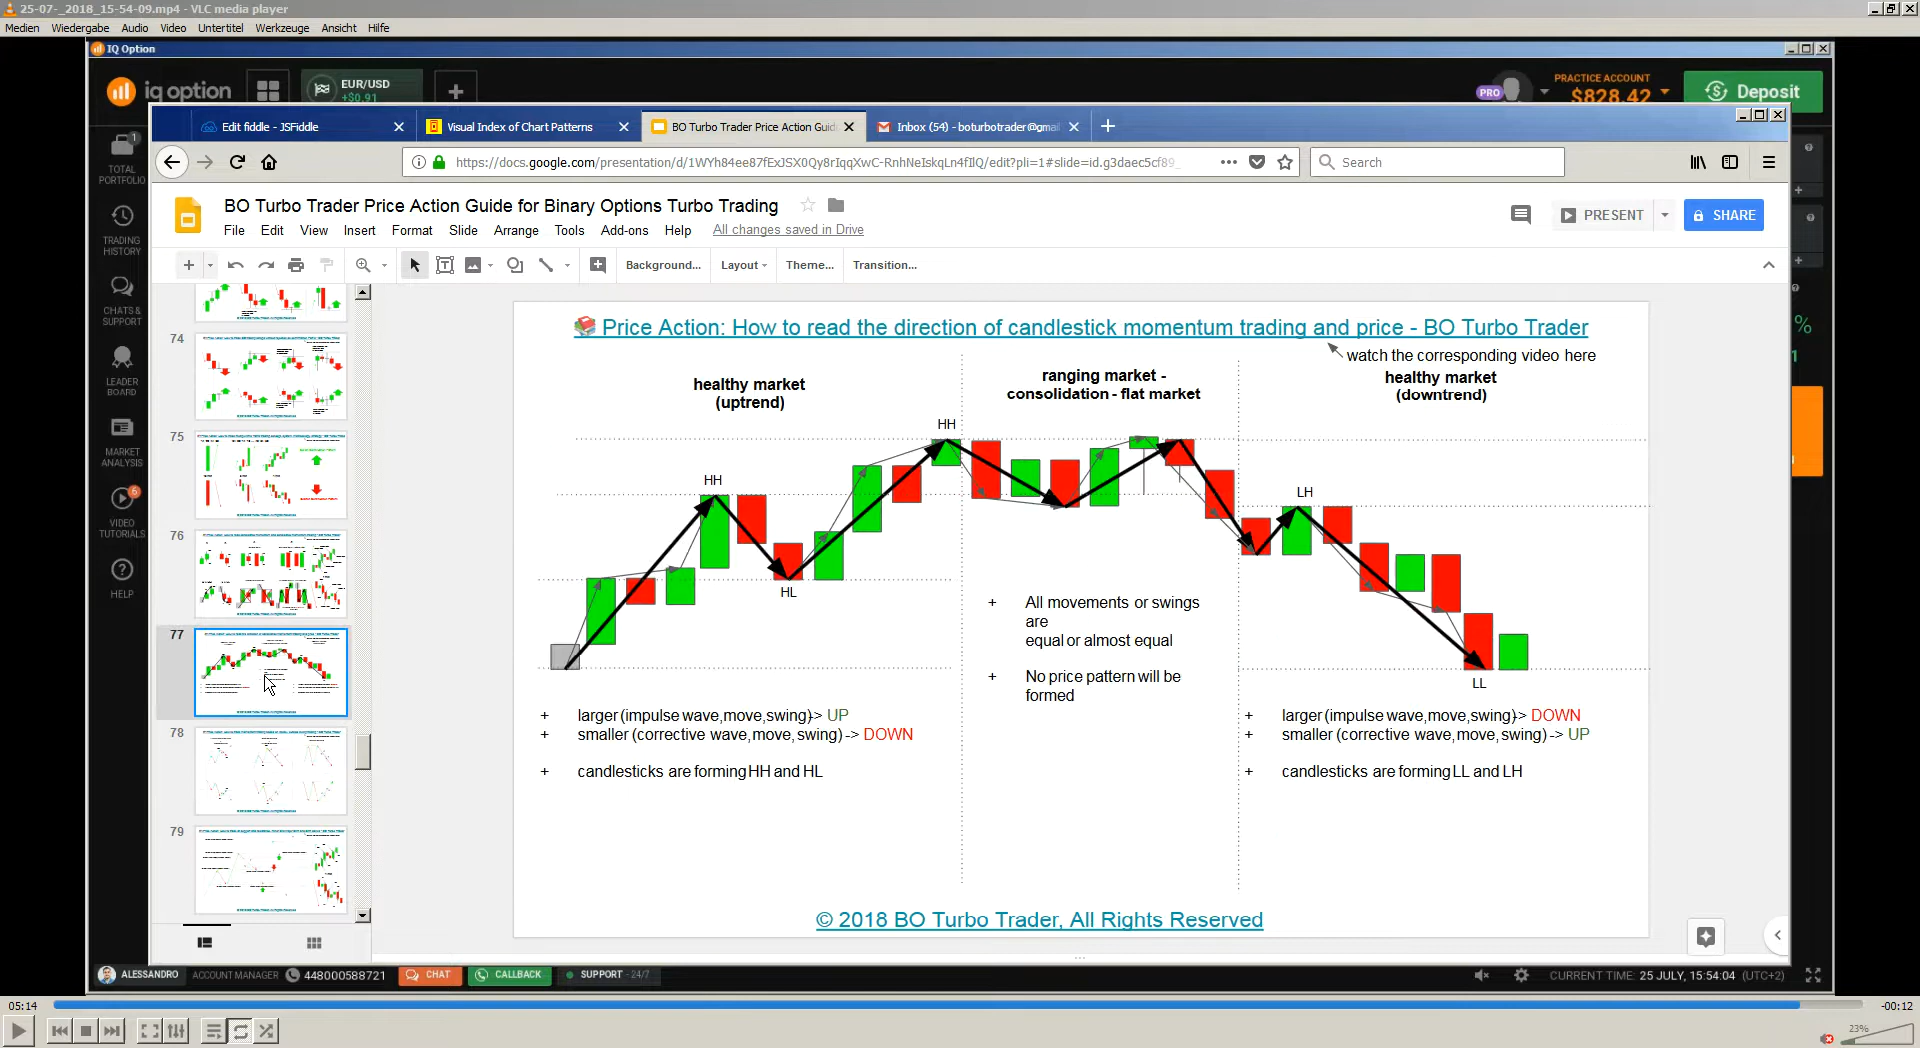 25-07-_2018_15-54-09.mp4 - VLC media player
Medien Wiedergabe Audio Video Untertitel Werkzeuge Ansicht Hilfe
IQ Option
iq option
EUR/USD
+$0.91
PRO
PRACTICE ACCOUNT
$828.42
Deposit
Edit fiddle - JSFiddle
Visual Index of Chart Patterns
BO Turbo Trader Price Action Guid
Inbox (54) - boturbotrader@gmai
https://docs.google.com/presentation/d/1WYh84ee87fExJSX0Qy8rIqqXwC-RnhNeIskqLn4fIlQ/edit?pli=1#slide=id.g3daec5cf89_
Search
BO Turbo Trader Price Action Guide for Binary Options Turbo Trading
File Edit View Insert Format Slide Arrange Tools Add-ons Help All changes saved in Drive
PRESENT
SHARE
Background... Layout Theme... Transition...
1
TOTAL
PORTFOLIO
TRADING
HISTORY
CHATS &
SUPPORT
LEADER
BOARD
MARKET
ANALYSIS
6
VIDEO
TUTORIALS
HELP
74
75
76
77
78
79
Price Action: How to read the direction of candlestick momentum trading and price - BO Turbo Trader
watch the corresponding video here
healthy market
(uptrend)
ranging market -
consolidation - flat market
healthy market
(downtrend)
HH
HH
HL
LH
LL
+ All movements or swings
are
equal or almost equal
+ No price pattern will be
formed
+ larger (impulse wave, move, swing)-> UP
+ smaller (corrective wave, move, swing) -> DOWN
+ candlesticks are forming HH and HL
+ larger (impulse wave, move, swing)-> DOWN
+ smaller (corrective wave, move, swing) -> UP
+ candlesticks are forming LL and LH
© 2018 BO Turbo Trader, All Rights Reserved
%
ALESSANDRO ACCOUNT MANAGER 448000588721 CHAT CALLBACK SUPPORT - 24/7
CURRENT TIME: 25 JULY, 15:54:04 (UTC+2)
05:14
-00:12
23%